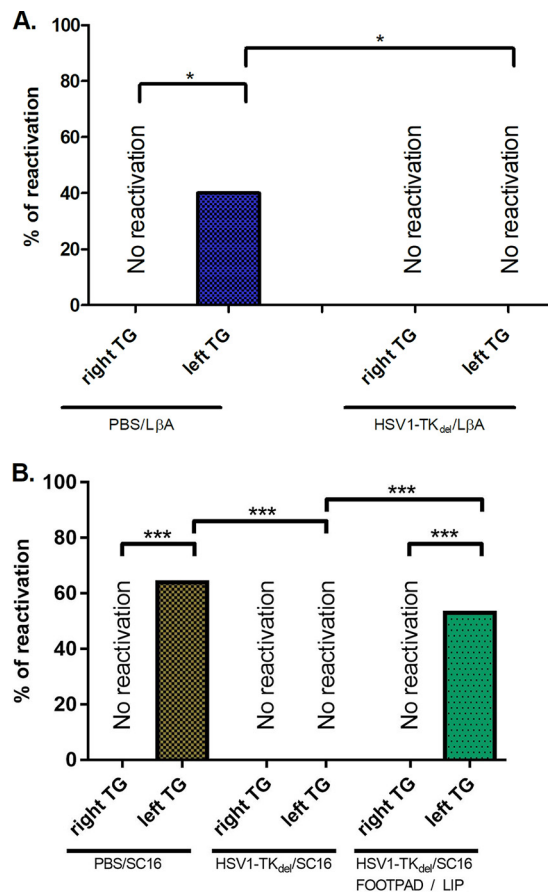 A.
% of reactivation
100
80
60
40
20
0
*
*
No reactivation
No reactivation
No reactivation
right TG
left TG
right TG
left TG
PBS/LβA
HSV1-TKdel/LβA
B.
% of reactivation
100
80
60
40
20
0
***
***
***
***
No reactivation
No reactivation
No reactivation
No reactivation
right TG
left TG
right TG
left TG
right TG
left TG
PBS/SC16
HSV1-TKdel/SC16
HSV1-TKdel/SC16
FOOTPAD / LIP